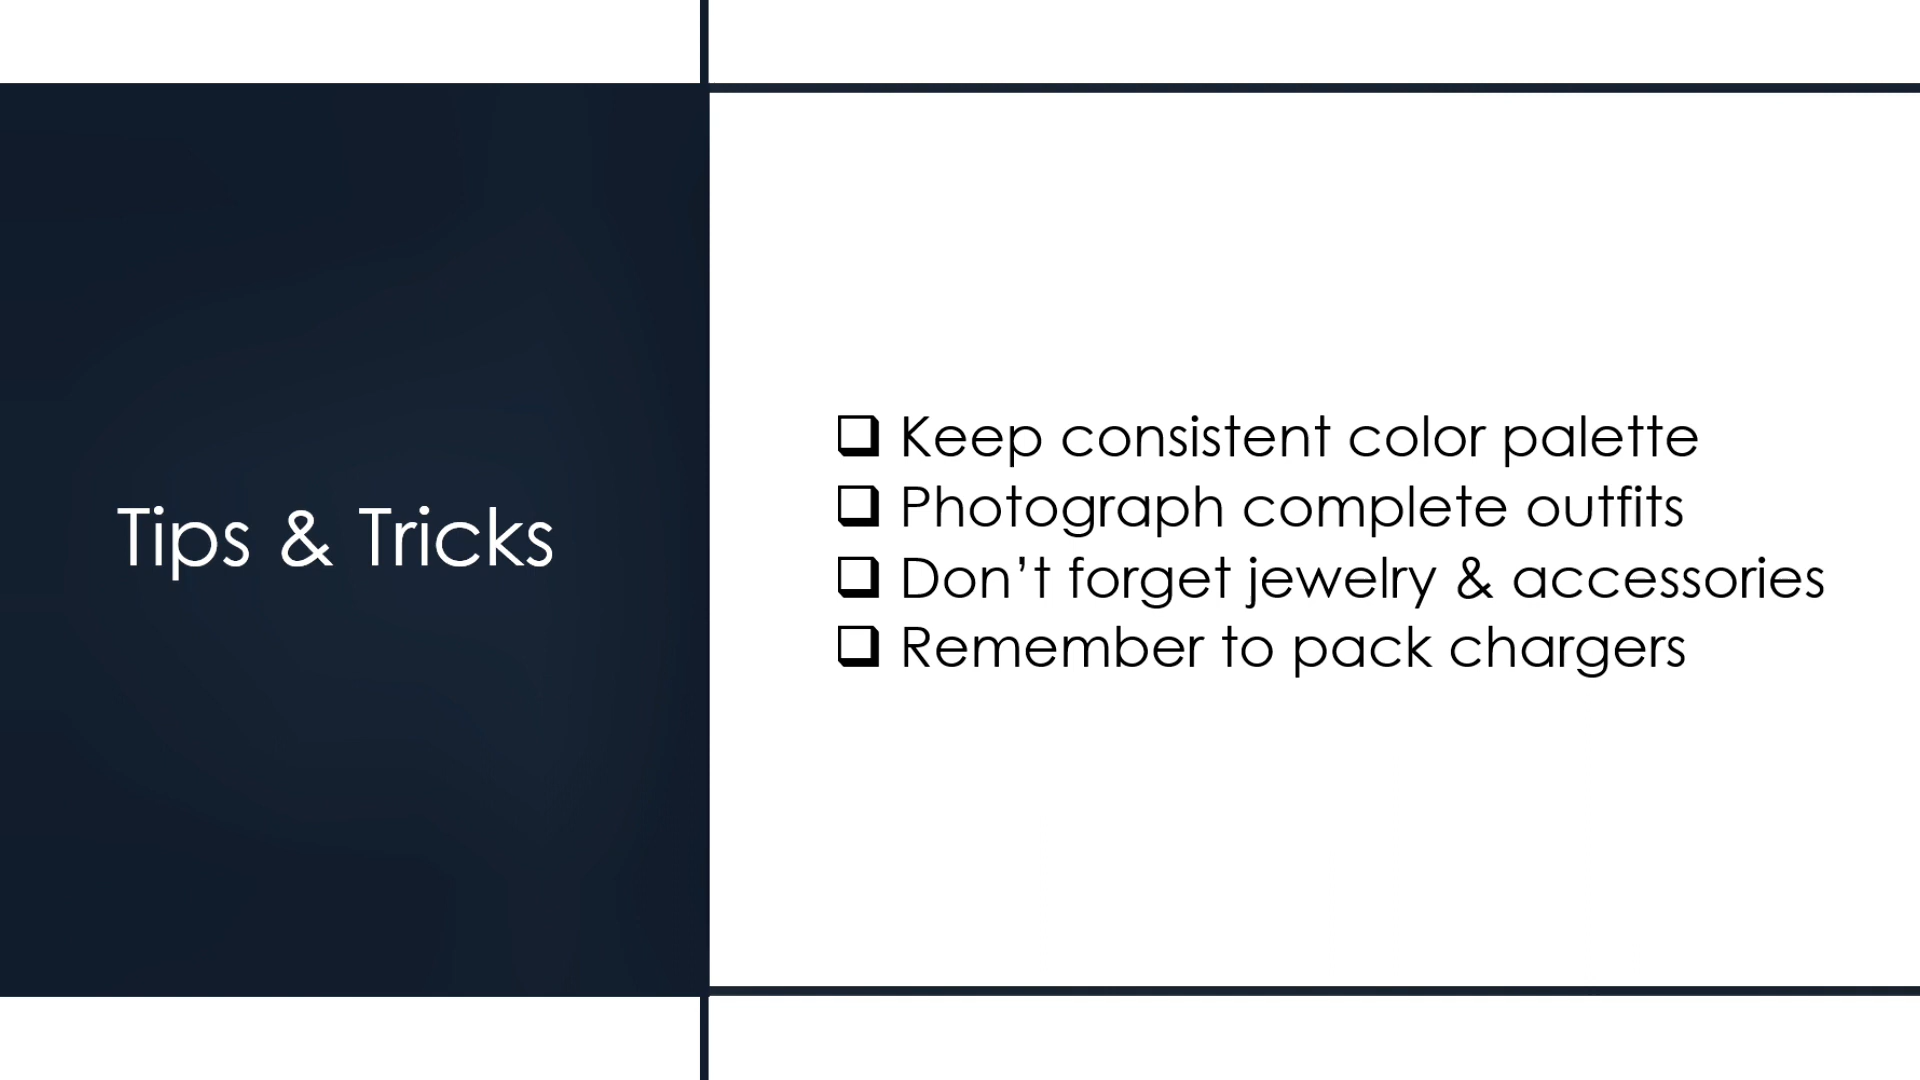 Tips & Tricks
❑ Keep consistent color palette
❑ Photograph complete outfits
❑ Don’t forget jewelry & accessories
❑ Remember to pack chargers